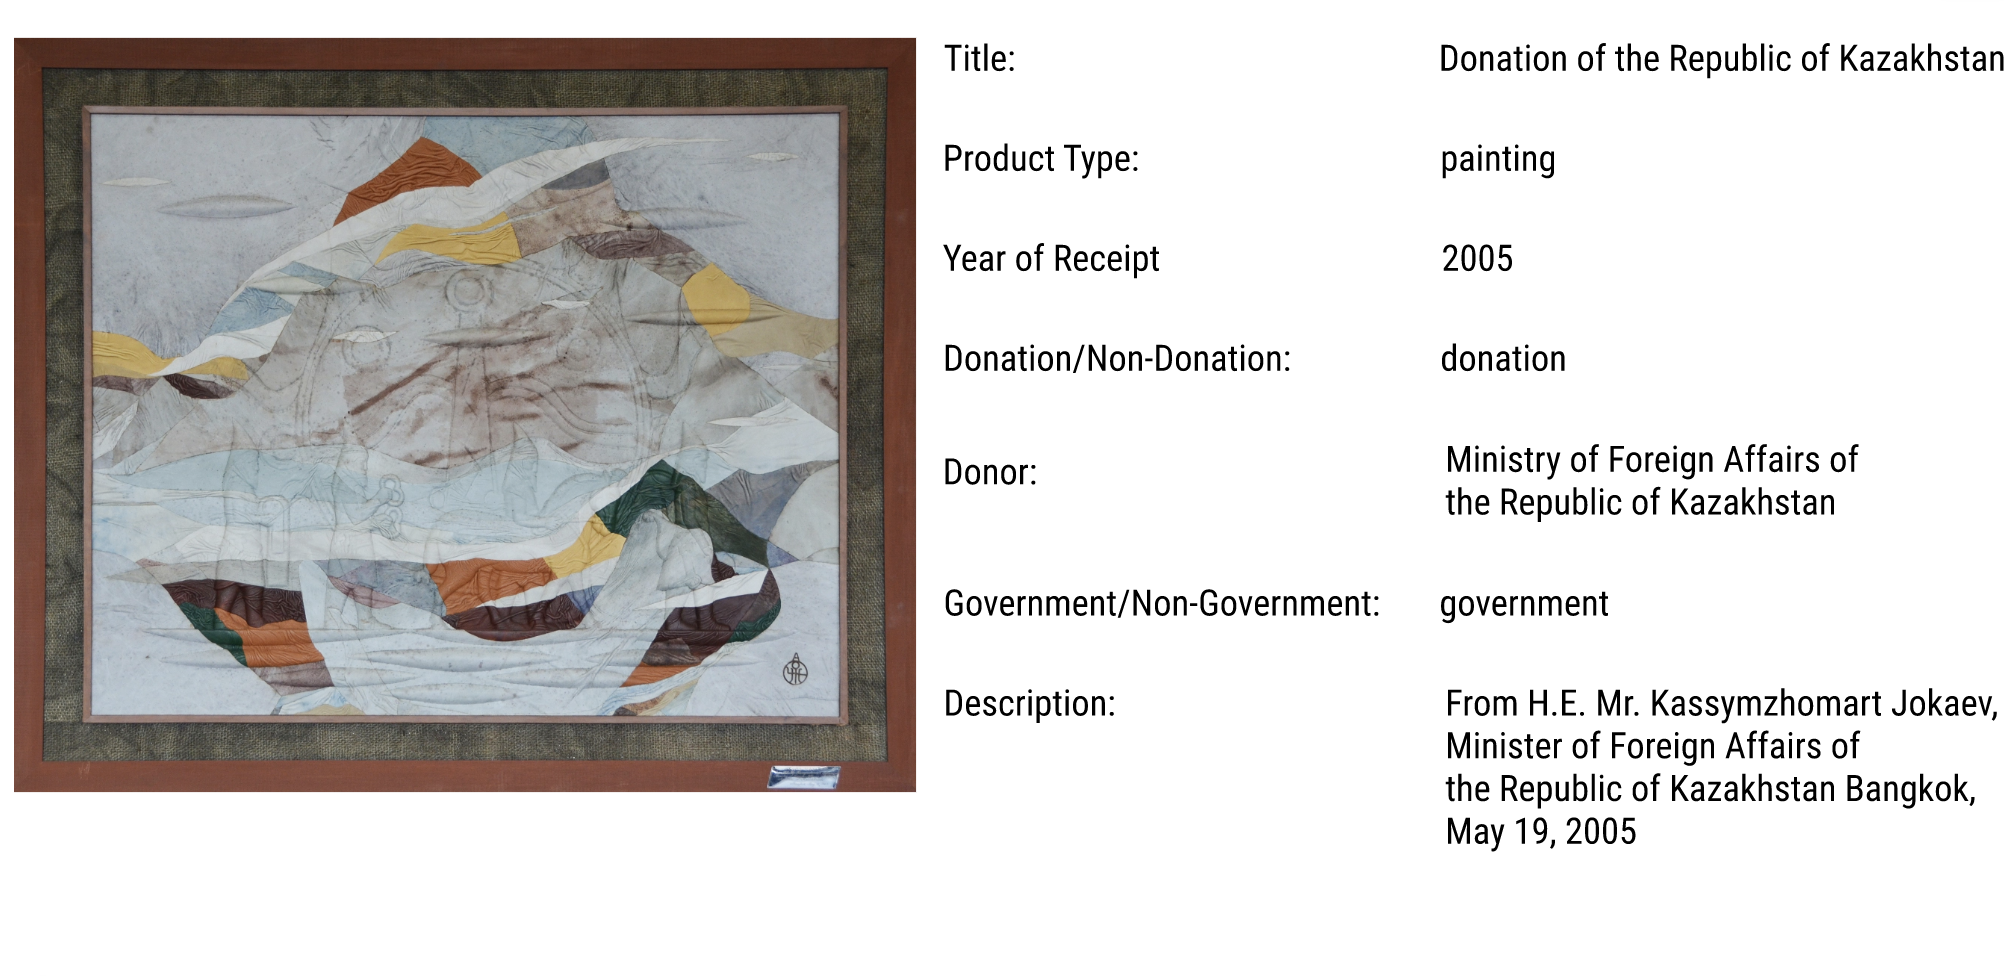 Title: Donation of the Republic of Kazakhstan
Product Type: painting
Year of Receipt 2005
Donation/Non-Donation: donation
Donor: Ministry of Foreign Affairs of
the Republic of Kazakhstan
Government/Non-Government: government
Description: From H.E. Mr. Kassymzhomart Jokaev,
Minister of Foreign Affairs of
the Republic of Kazakhstan Bangkok,
May 19, 2005